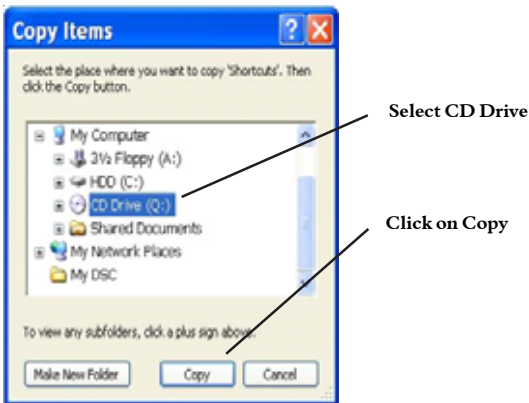 Copy Items
Select the place where you want to copy 'Shortcuts'. Then
click the Copy button.
Select CD Drive
My Computer
3½ Floppy (A:)
HDD (C:)
CD Drive (Q:)
Shared Documents
Click on Copy
My Network Places
My DSC
To view any subfolders, click a plus sign above.
Make New Folder
Copy
Cancel